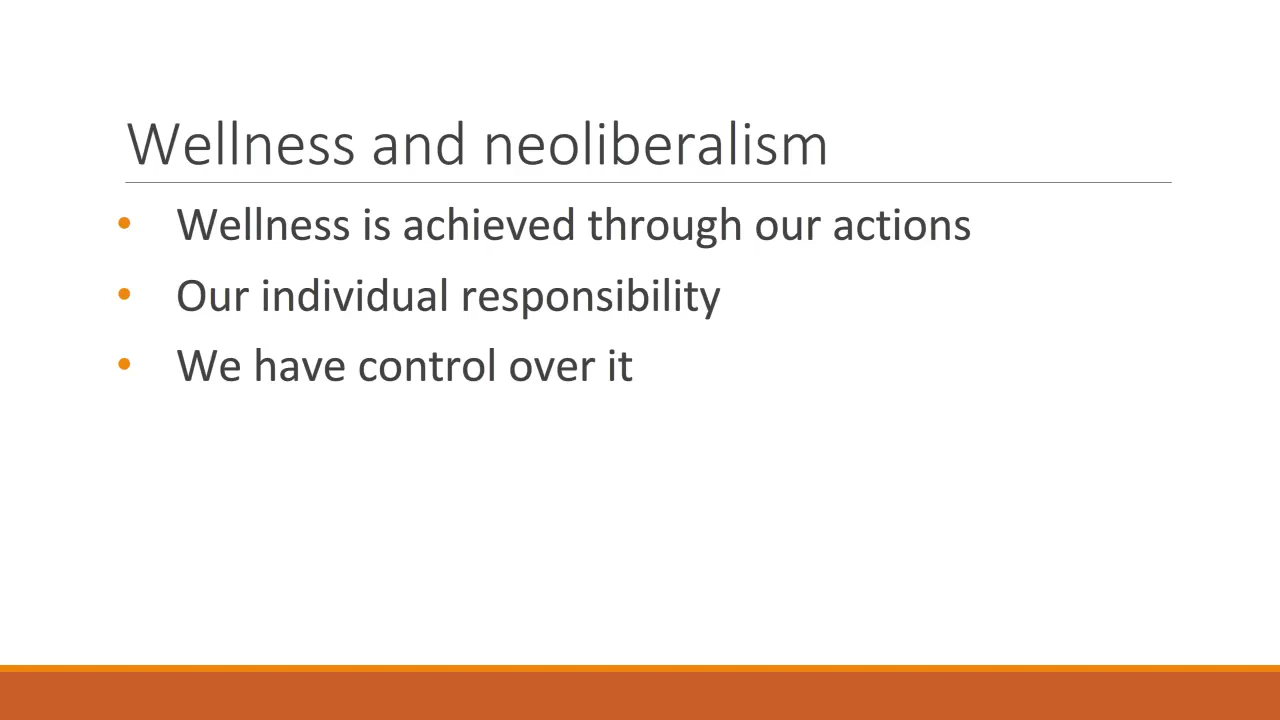 Wellness and neoliberalism
• Wellness is achieved through our actions
• Our individual responsibility
• We have control over it